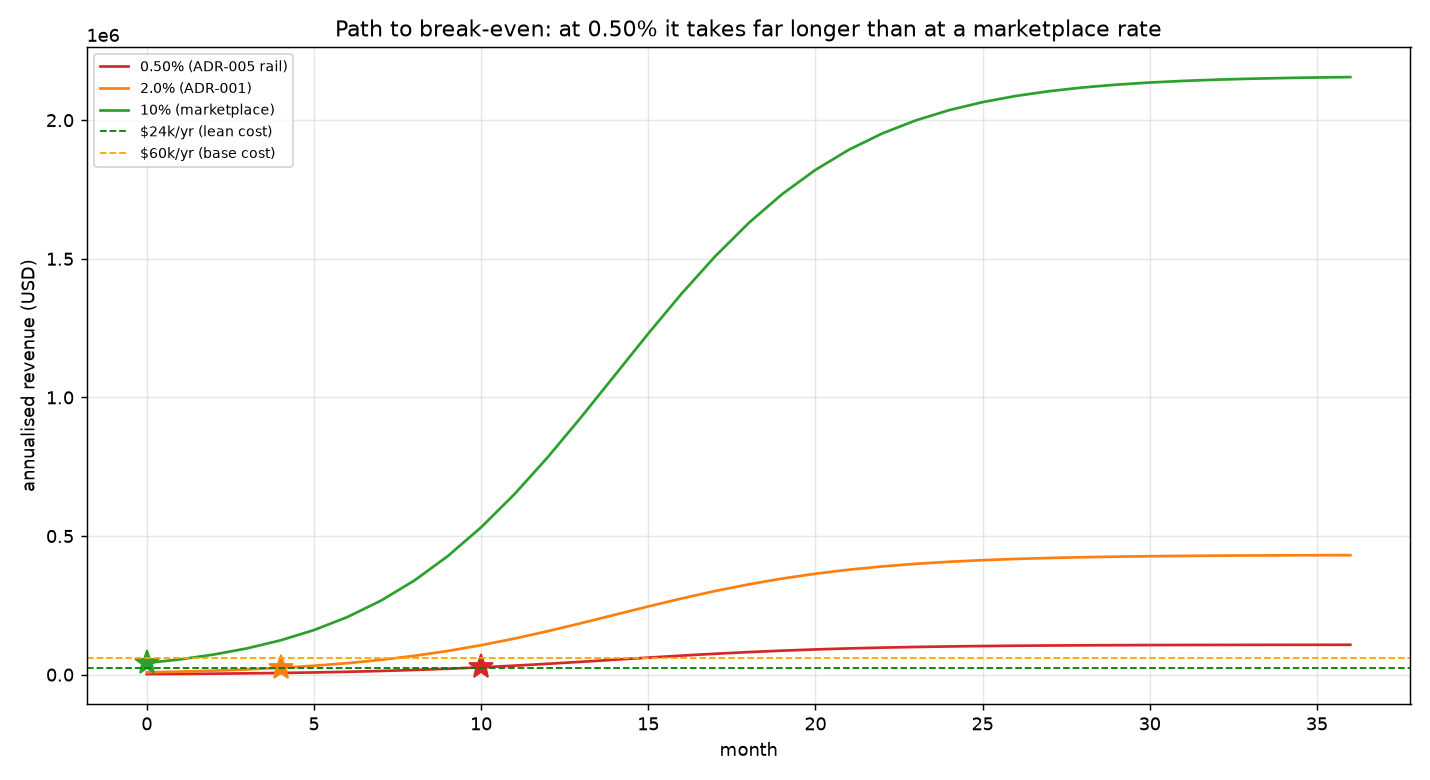 Path to break-even: at 0.50% it takes far longer than at a marketplace rate
1e6
0.50% (ADR-005 rail)
2.0% (ADR-001)
10% (marketplace)
$24k/yr (lean cost)
$60k/yr (base cost)
2.0
1.5
1.0
0.5
0.0
annualised revenue (USD)
0 5 10 15 20 25 30 35
month